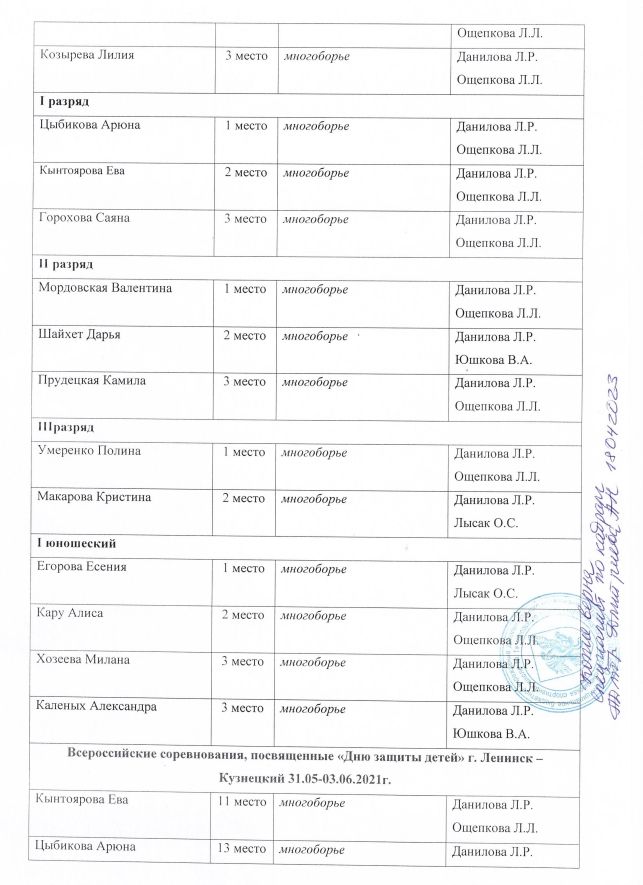 Ощепкова Л.Л.
Козырева Лилия 3 место многоборье Данилова Л.Р.
Ощепкова Л.Л.
I разряд
Цыбикова Арюна 1 место многоборье Данилова Л.Р.
Ощепкова Л.Л.
Кынтоярова Ева 2 место многоборье Данилова Л.Р.
Ощепкова Л.Л.
Горохова Саяна 3 место многоборье Данилова Л.Р.
Ощепкова Л.Л.
II разряд
Мордовская Валентина 1 место многоборье Данилова Л.Р.
Ощепкова Л.Л.
Шайхет Дарья 2 место многоборье Данилова Л.Р.
Юшкова В.А.
Прудецкая Камила 3 место многоборье Данилова Л.Р.
Ощепкова Л.Л.
IIIразряд
Умеренко Полина 1 место многоборье Данилова Л.Р.
Ощепкова Л.Л.
Макарова Кристина 2 место многоборье Данилова Л.Р.
Лысак О.С.
I юношеский
Егорова Есения 1 место многоборье Данилова Л.Р.
Лысак О.С.
Кару Алиса 2 место многоборье Данилова Л.Р.
Ощепкова Л.Л.
Хозеева Милана 3 место многоборье Данилова Л.Р.
Ощепкова Л.Л.
Каленых Александра 3 место многоборье Данилова Л.Р.
Юшкова В.А.
Всероссийские соревнования, посвященные «Дню защиты детей» г. Ленинск –
Кузнецкий 31.05-03.06.2021г.
Кынтоярова Ева 11 место многоборье Данилова Л.Р.
Ощепкова Л.Л.
Цыбикова Арюна 13 место многоборье Данилова Л.Р.
Копия верна
специалист по кадрам
Дмитриева А.Н. 18042023